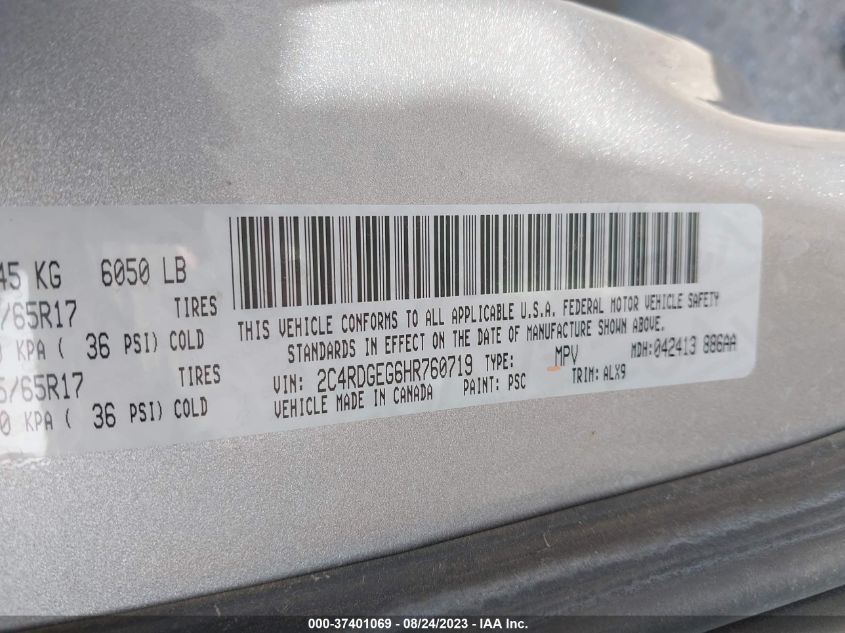 45 KG 6050 LB
/65R17 TIRES
KPA ( 36 PSI) COLD
/65R17 TIRES
0 KPA ( 36 PSI) COLD
THIS VEHICLE CONFORMS TO ALL APPLICABLE U.S.A. FEDERAL MOTOR VEHICLE SAFETY
STANDARDS IN EFFECT ON THE DATE OF MANUFACTURE SHOWN ABOVE.
VIN: 2C4RDGEG6HR760719 TYPE: MPV MDH:042413 886AA
VEHICLE MADE IN CANADA PAINT: PSC TRIM: ALX9
000-37401069 - 08/24/2023 - IAA Inc.